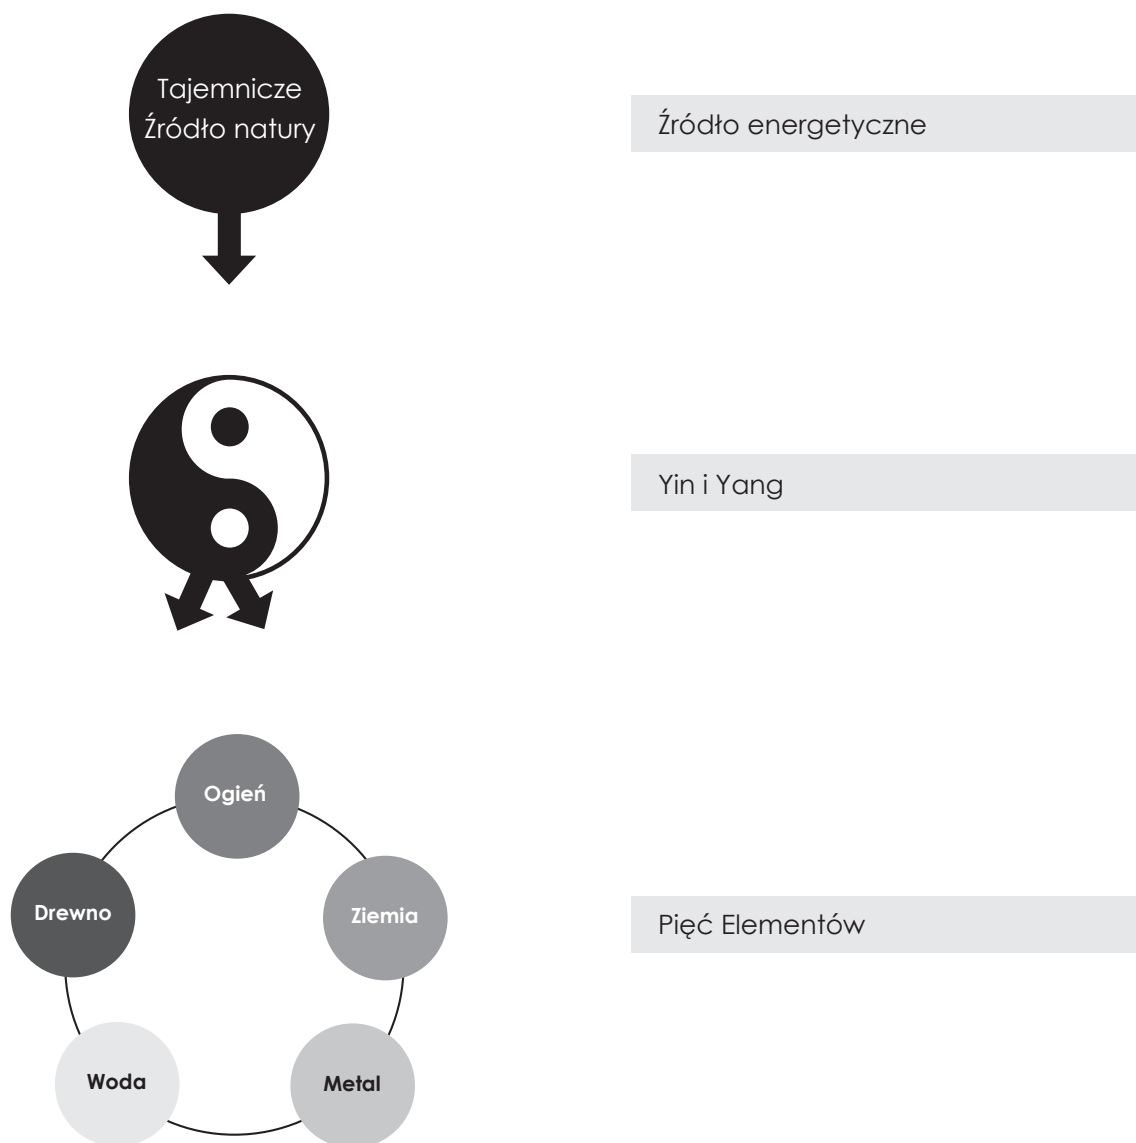 Tajemnicze
Źródło natury
Źródło energetyczne
Yin i Yang
Ogień
Drewno
Ziemia
Pięć Elementów
Woda
Metal